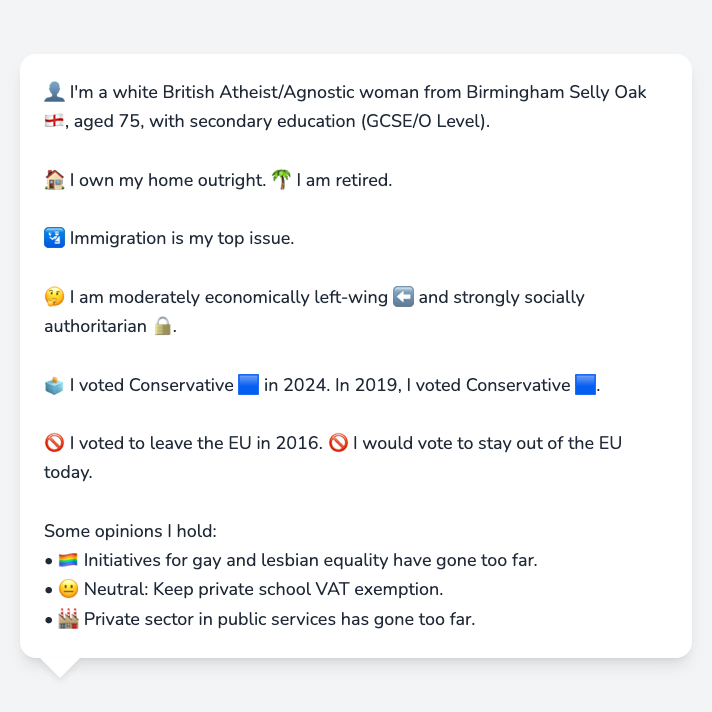 👤 I'm a white British Atheist/Agnostic woman from Birmingham Selly Oak
🏴󠁧󠁢󠁥󠁮󠁧󠁿, aged 75, with secondary education (GCSE/O Level).
🏠 I own my home outright. 🌴 I am retired.
🛂 Immigration is my top issue.
🤔 I am moderately economically left-wing ⬅️ and strongly socially
authoritarian 🔒.
🗳️ I voted Conservative 🟦 in 2024. In 2019, I voted Conservative 🟦.
🚫 I voted to leave the EU in 2016. 🚫 I would vote to stay out of the EU
today.
Some opinions I hold:
• 🏳️‍🌈 Initiatives for gay and lesbian equality have gone too far.
• 😐 Neutral: Keep private school VAT exemption.
• 🏭 Private sector in public services has gone too far.